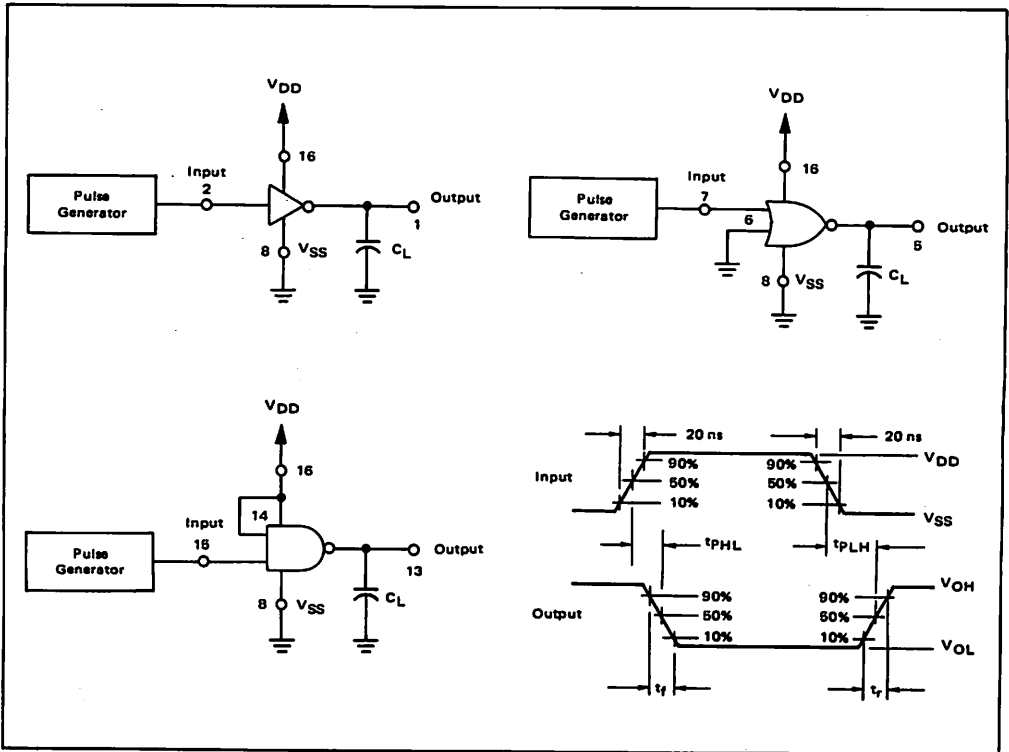 VDD
16
Pulse
Generator
Input
2
Output
1
8
VSS
CL
VDD
16
Pulse
Generator
Input
7
6
Output
5
8
VSS
CL
VDD
16
14
Pulse
Generator
Input
15
Output
13
8
VSS
CL
20 ns
20 ns
Input
90%
50%
10%
90%
50%
10%
VDD
VSS
tPHL
tPLH
Output
90%
50%
10%
90%
50%
10%
VOH
VOL
tf
tr